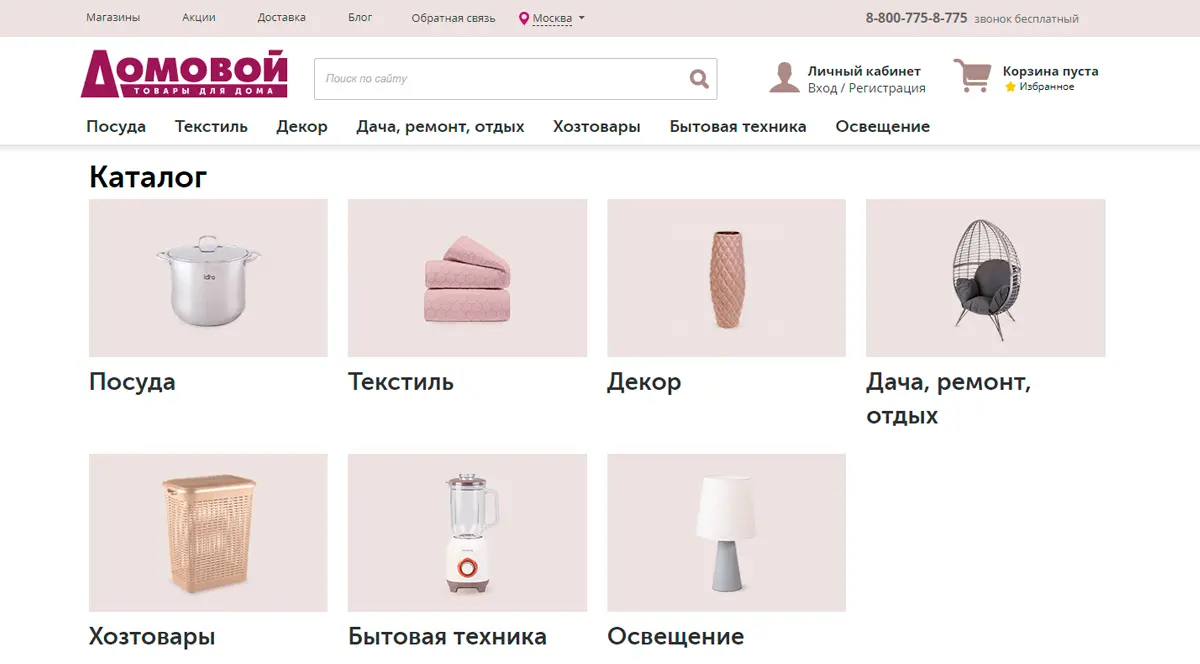 Магазины Акции Доставка Блог Обратная связь Москва 8-800-775-8-775 звонок бесплатный
Домовой
ТОВАРЫ ДЛЯ ДОМА
Поиск по сайту
Личный кабинет
Вход / Регистрация
Корзина пуста
Избранное
Посуда Текстиль Декор Дача, ремонт, отдых Хозтовары Бытовая техника Освещение
Каталог
Посуда
Текстиль
Декор
Дача, ремонт,
отдых
Хозтовары
Бытовая техника
Освещение